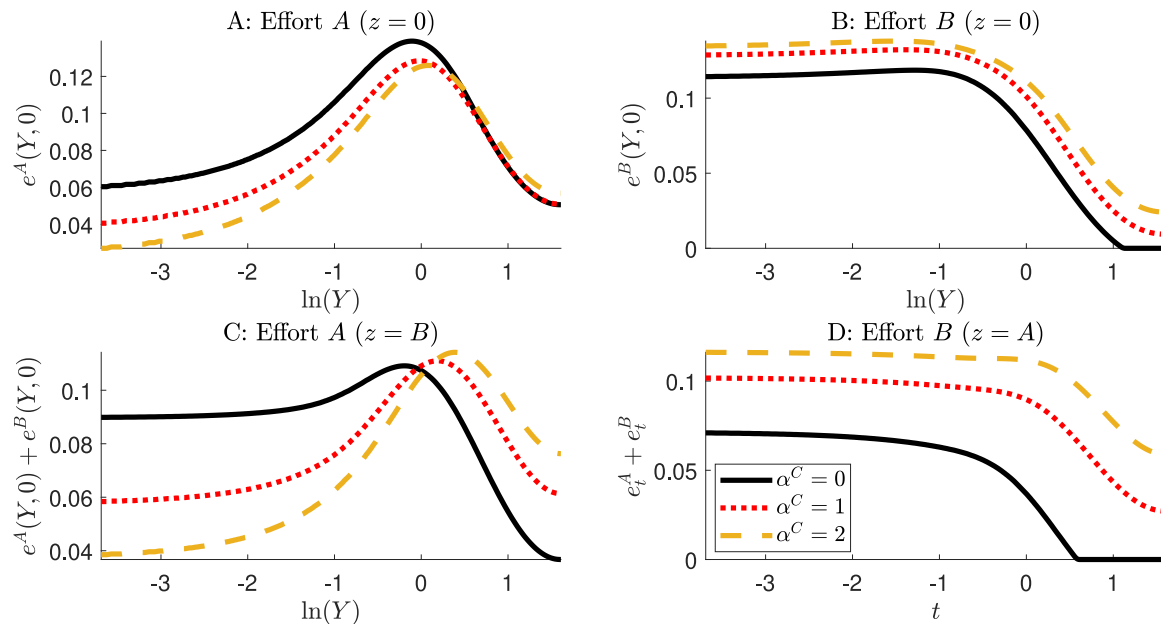 A: Effort A (z = 0)
e^A(Y, 0)
0.12
0.1
0.08
0.06
0.04
-3 -2 -1 0 1
ln(Y)
B: Effort B (z = 0)
e^B(Y, 0)
0.1
0.05
0
-3 -2 -1 0 1
ln(Y)
C: Effort A (z = B)
e^A(Y, 0) + e^B(Y, 0)
0.1
0.08
0.06
0.04
-3 -2 -1 0 1
ln(Y)
D: Effort B (z = A)
e_t^A + e_t^B
0.1
0.05
0
α^C = 0
α^C = 1
α^C = 2
-3 -2 -1 0 1
t